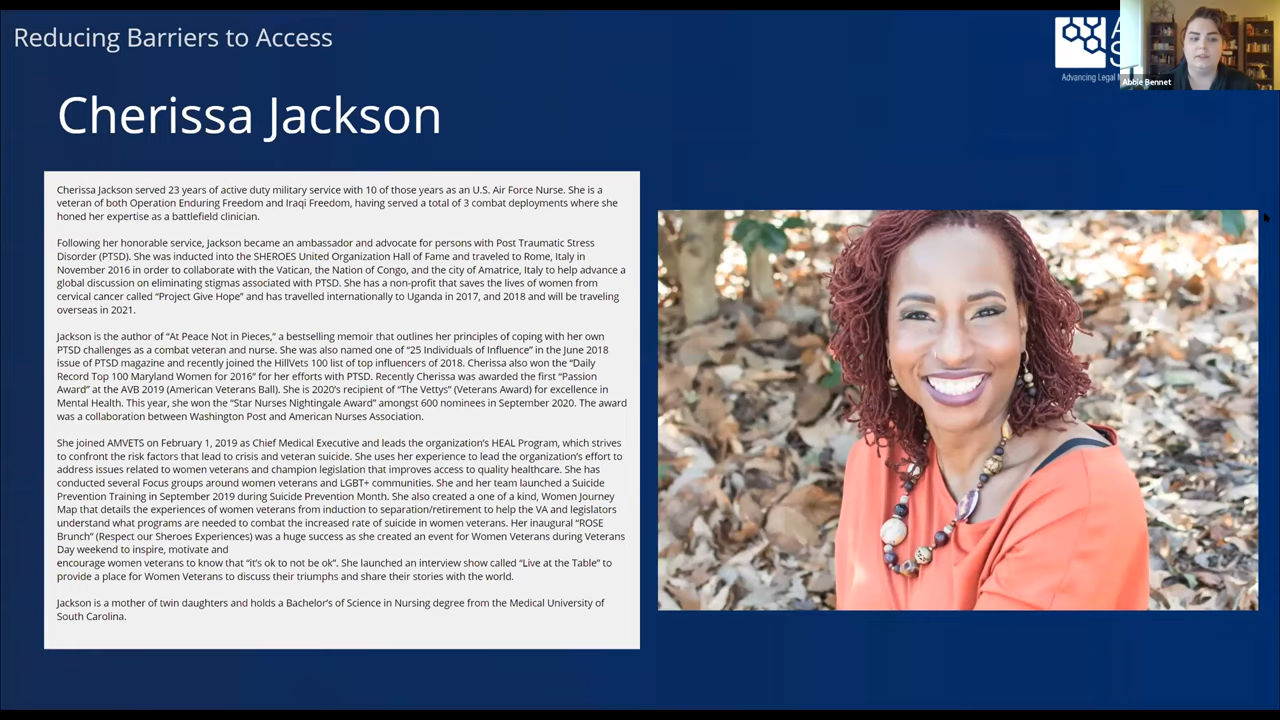 Reducing Barriers to Access
Advancing Legal
Abbie Bennet
Cherissa Jackson
Cherissa Jackson served 23 years of active duty military service with 10 of those years as an U.S. Air Force Nurse. She is a
veteran of both Operation Enduring Freedom and Iraqi Freedom, having served a total of 3 combat deployments where she
honed her expertise as a battlefield clinician.
Following her honorable service, Jackson became an ambassador and advocate for persons with Post Traumatic Stress
Disorder (PTSD). She was inducted into the SHEROES United Organization Hall of Fame and traveled to Rome, Italy in
November 2016 in order to collaborate with the Vatican, the Nation of Congo, and the city of Amatrice, Italy to help advance a
global discussion on eliminating stigmas associated with PTSD. She has a non-profit that saves the lives of women from
cervical cancer called “Project Give Hope” and has travelled internationally to Uganda in 2017, and 2018 and will be traveling
overseas in 2021.
Jackson is the author of “At Peace Not in Pieces,” a bestselling memoir that outlines her principles of coping with her own
PTSD challenges as a combat veteran and nurse. She was also named one of “25 Individuals of Influence” in the June 2018
issue of PTSD magazine and recently joined the HillVets 100 list of top influencers of 2018. Cherissa also won the “Daily
Record Top 100 Maryland Women for 2016” for her efforts with PTSD. Recently Cherissa was awarded the first “Passion
Award” at the AVB 2019 (American Veterans Ball). She is 2020’s recipient of “The Vettys” (Veterans Award) for excellence in
Mental Health. This year, she won the “Star Nurses Nightingale Award” amongst 600 nominees in September 2020. The award
was a collaboration between Washington Post and American Nurses Association.
She joined AMVETS on February 1, 2019 as Chief Medical Executive and leads the organization’s HEAL Program, which strives
to confront the risk factors that lead to crisis and veteran suicide. She uses her experience to lead the organization’s effort to
address issues related to women veterans and champion legislation that improves access to quality healthcare. She has
conducted several Focus groups around women veterans and LGBT+ communities. She and her team launched a Suicide
Prevention Training in September 2019 during Suicide Prevention Month. She also created a one of a kind, Women Journey
Map that details the experiences of women veterans from induction to separation/retirement to help the VA and legislators
understand what programs are needed to combat the increased rate of suicide in women veterans. Her inaugural “ROSE
Brunch” (Respect our Sheroes Experiences) was a huge success as she created an event for Women Veterans during Veterans
Day weekend to inspire, motivate and
encourage women veterans to know that “it’s ok to not be ok”. She launched an interview show called “Live at the Table” to
provide a place for Women Veterans to discuss their triumphs and share their stories with the world.
Jackson is a mother of twin daughters and holds a Bachelor’s of Science in Nursing degree from the Medical University of
South Carolina.